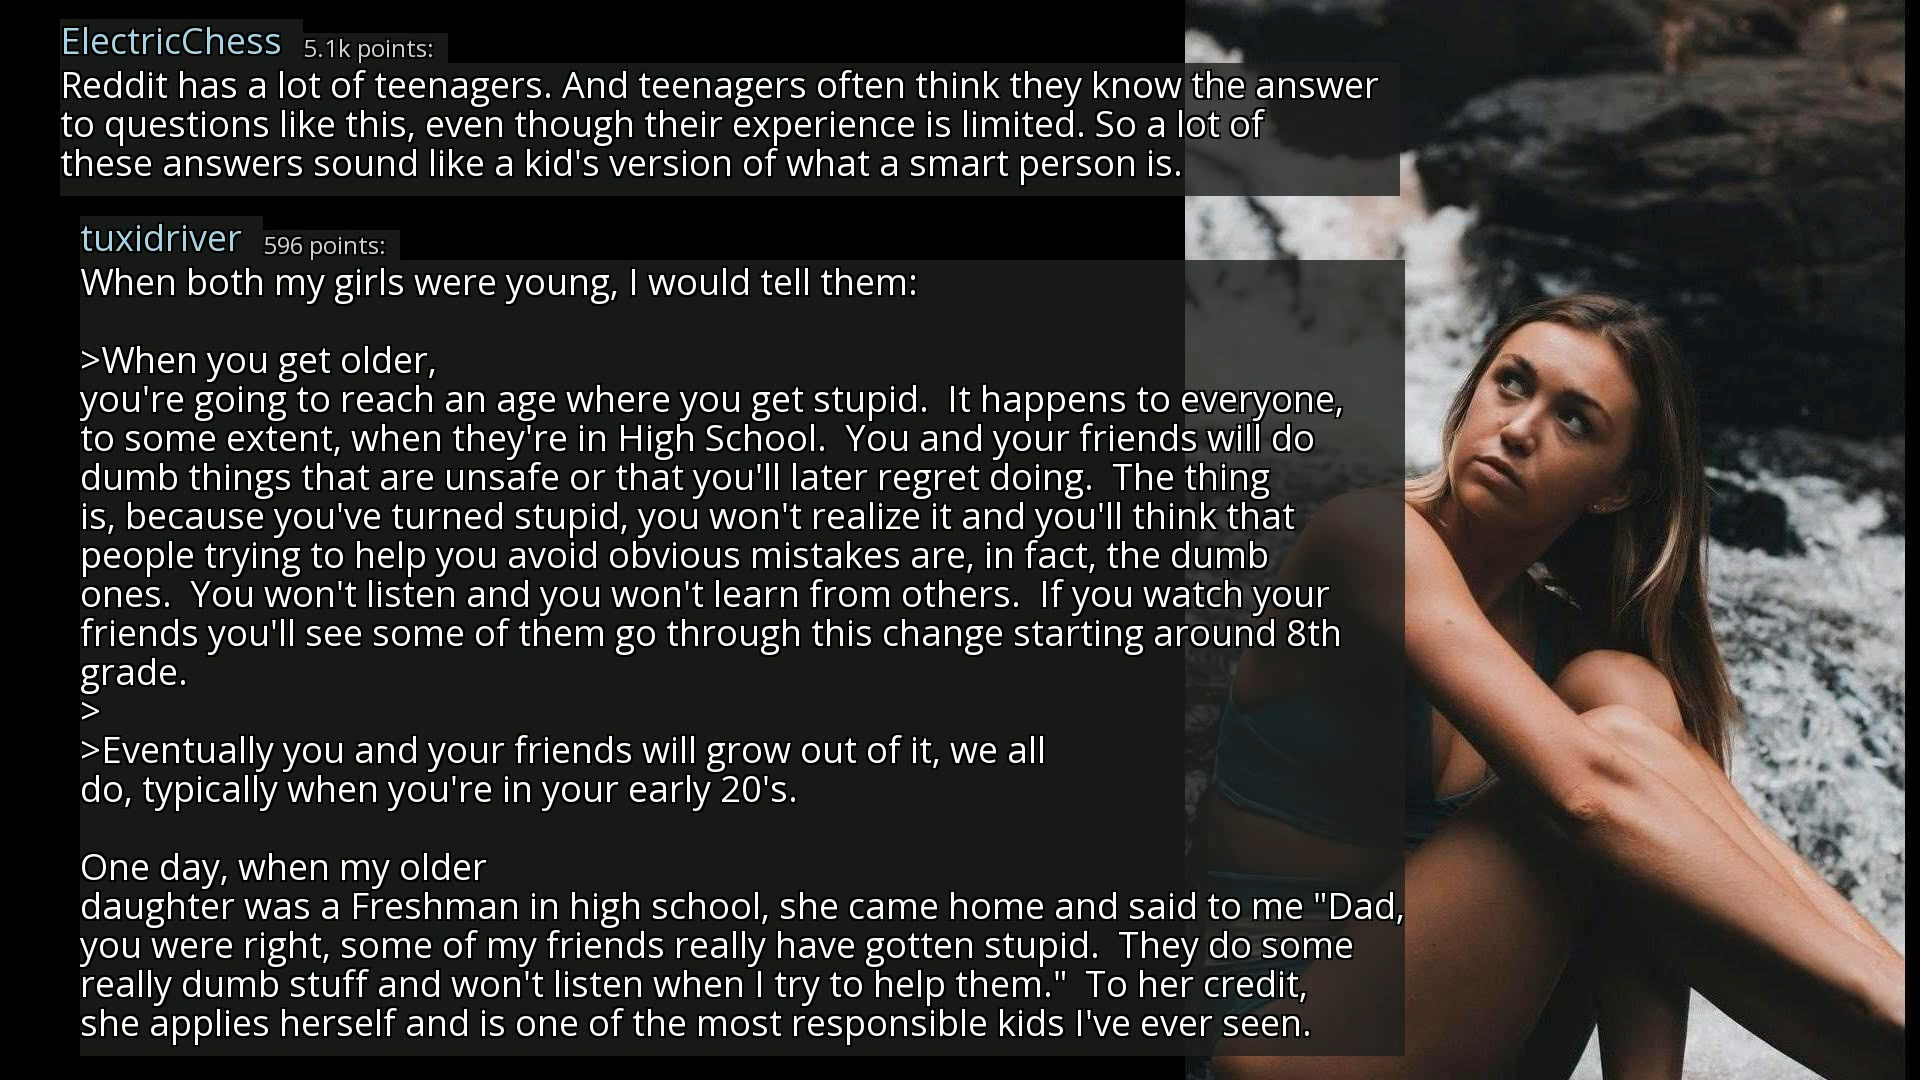 ElectricChess 5.1k points:
Reddit has a lot of teenagers. And teenagers often think they know the answer
to questions like this, even though their experience is limited. So a lot of
these answers sound like a kid's version of what a smart person is.
tuxidriver 596 points:
When both my girls were young, I would tell them:
>When you get older,
you're going to reach an age where you get stupid.  It happens to everyone,
to some extent, when they're in High School.  You and your friends will do
dumb things that are unsafe or that you'll later regret doing.  The thing
is, because you've turned stupid, you won't realize it and you'll think that
people trying to help you avoid obvious mistakes are, in fact, the dumb
ones.  You won't listen and you won't learn from others.  If you watch your
friends you'll see some of them go through this change starting around 8th
grade.
>
>Eventually you and your friends will grow out of it, we all
do, typically when you're in your early 20's.
One day, when my older
daughter was a Freshman in high school, she came home and said to me "Dad,
you were right, some of my friends really have gotten stupid.  They do some
really dumb stuff and won't listen when I try to help them."  To her credit,
she applies herself and is one of the most responsible kids I've ever seen.